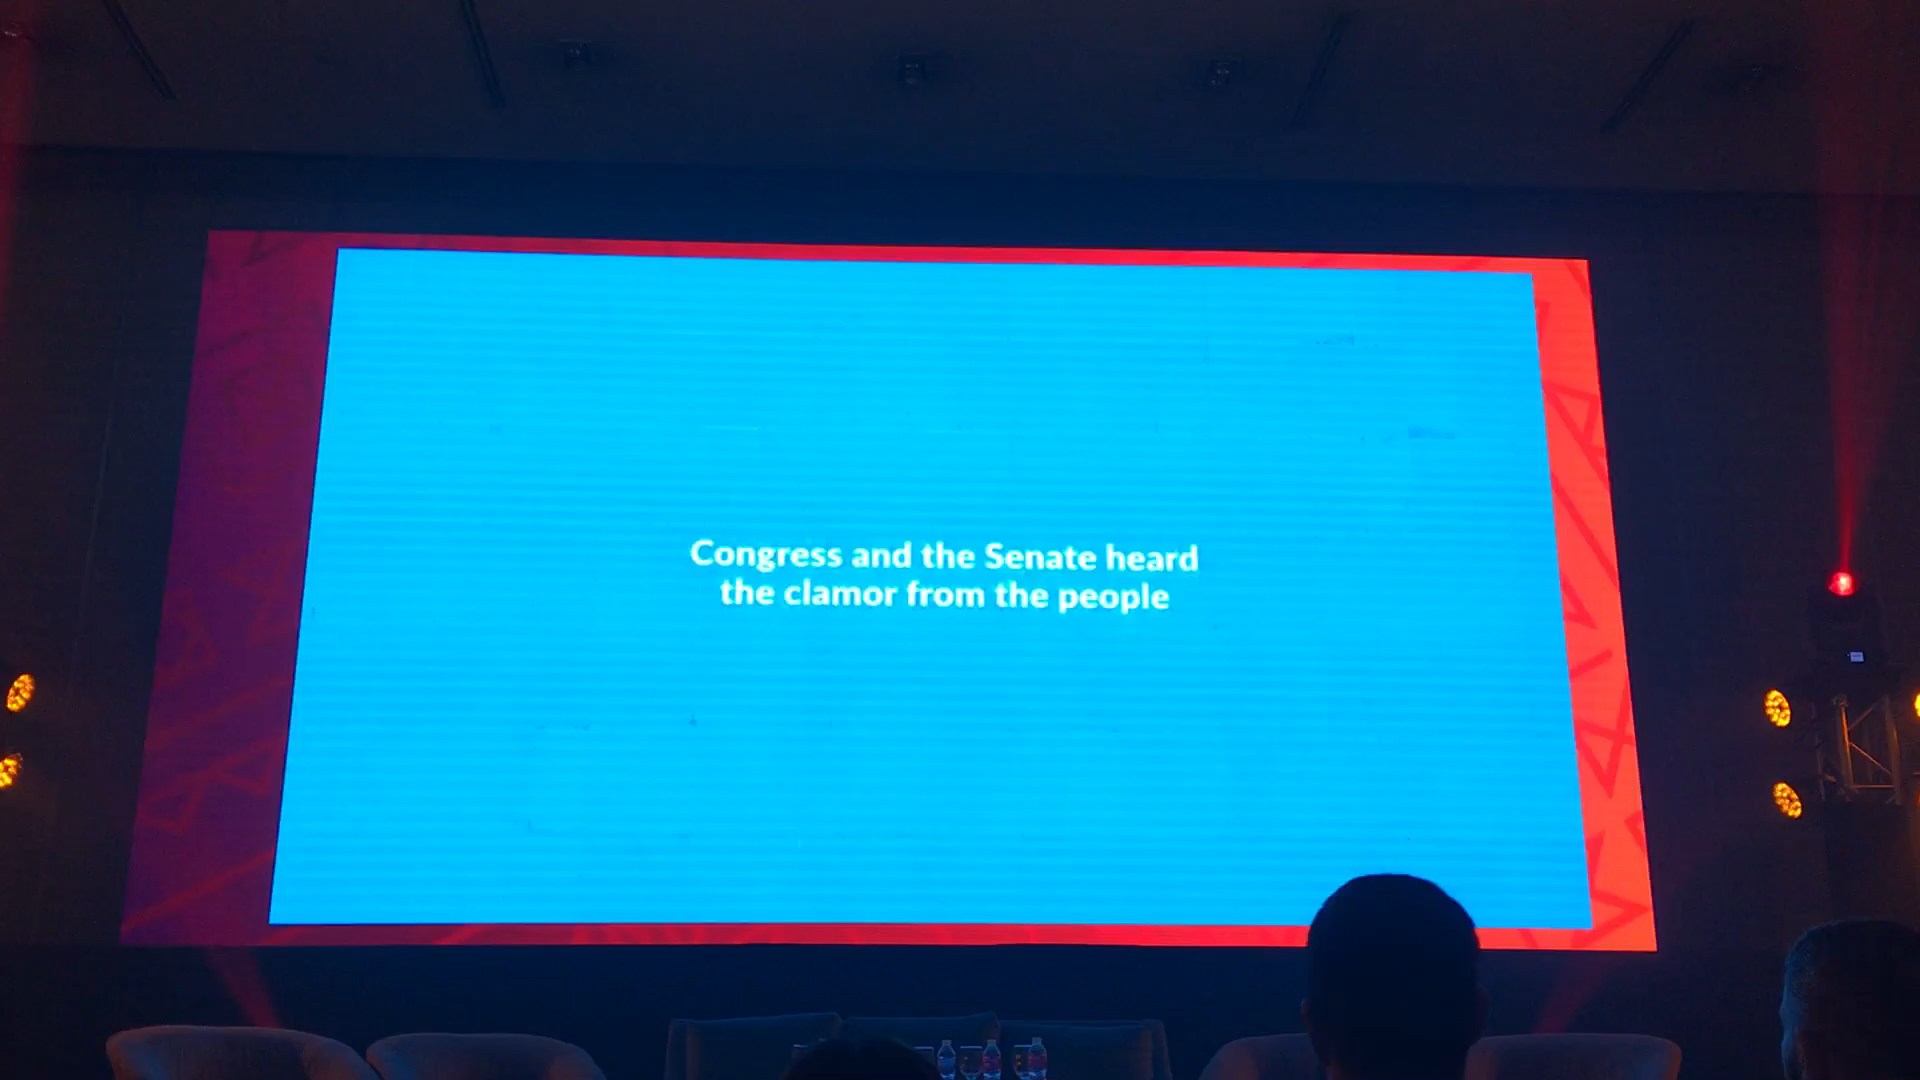 Congress and the Senate heard
the clamor from the people